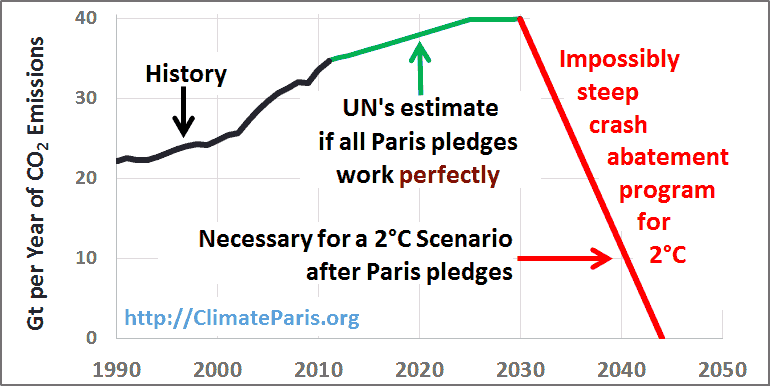 Gt per Year of CO2 Emissions
40
30
20
10
0
1990
2000
2010
2020
2030
2040
2050
History
UN's estimate
if all Paris pledges
work perfectly
Necessary for a 2°C Scenario
after Paris pledges
Impossibly
steep
crash
abatement
program
for
2°C
http://ClimateParis.org